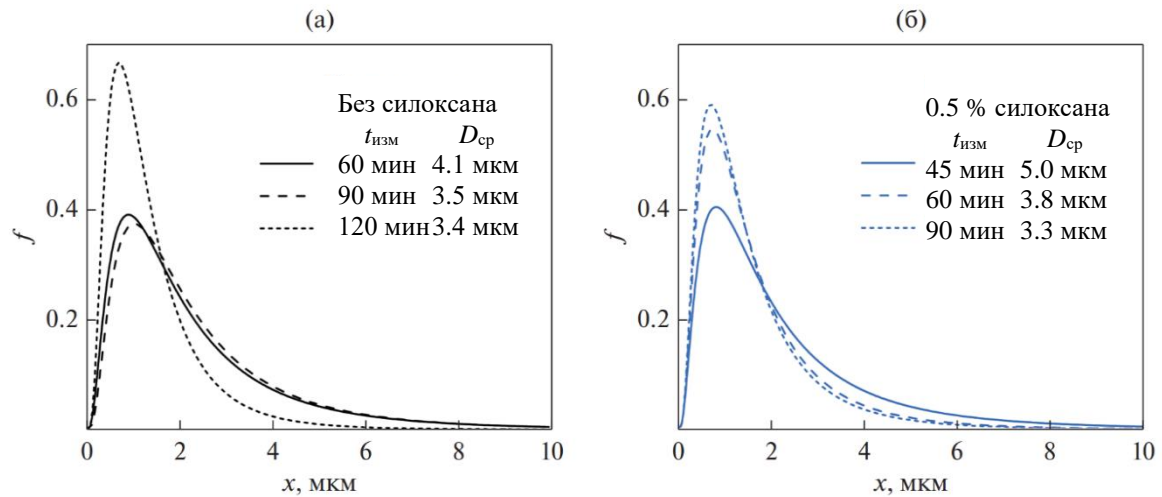 (а)
0.6
0.4
0.2
f
Без силоксана
tизм Dср
60 мин 4.1 мкм
90 мин 3.5 мкм
120 мин 3.4 мкм
0 2 4 6 8 10
x, мкм
(б)
0.6
0.4
0.2
f
0.5 % силоксана
tизм Dср
45 мин 5.0 мкм
60 мин 3.8 мкм
90 мин 3.3 мкм
0 2 4 6 8 10
x, мкм